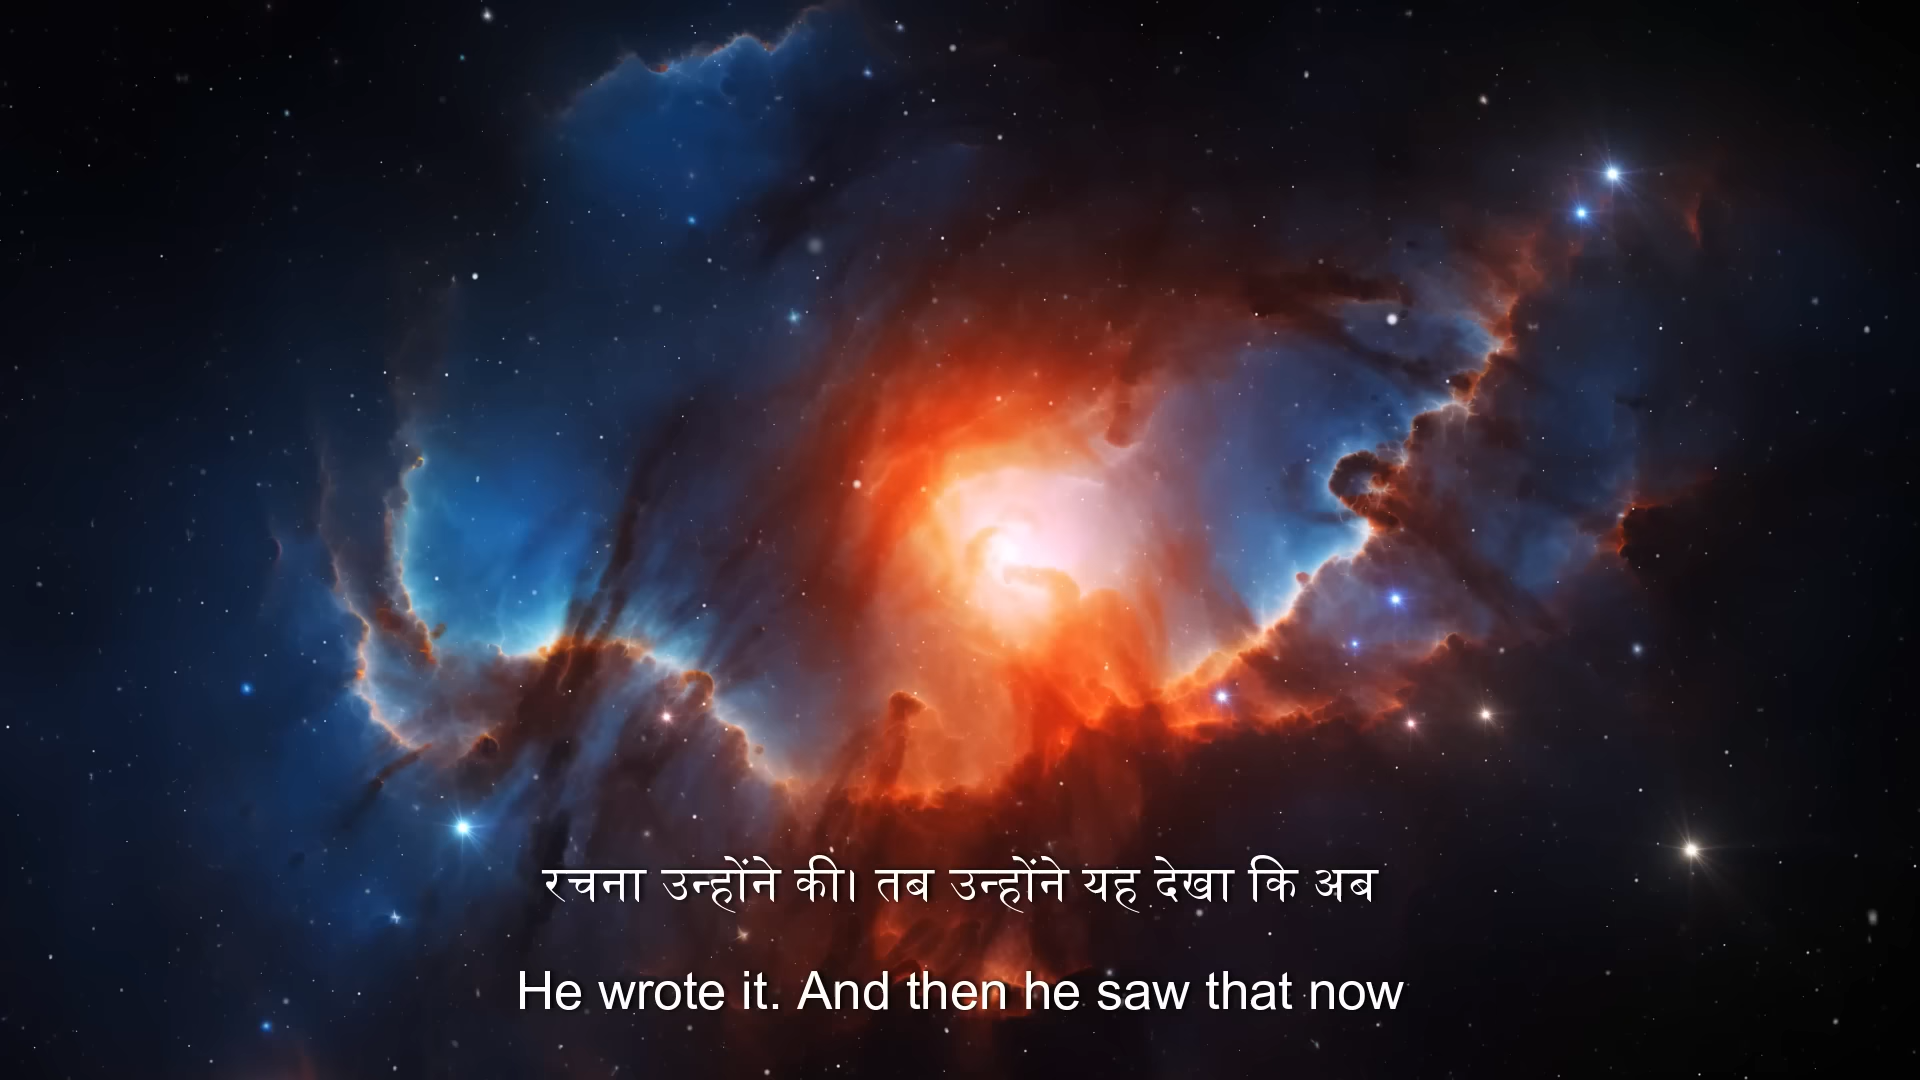 रचना उन्होंने की। तब उन्होंने यह देखा कि अब
He wrote it. And then he saw that now